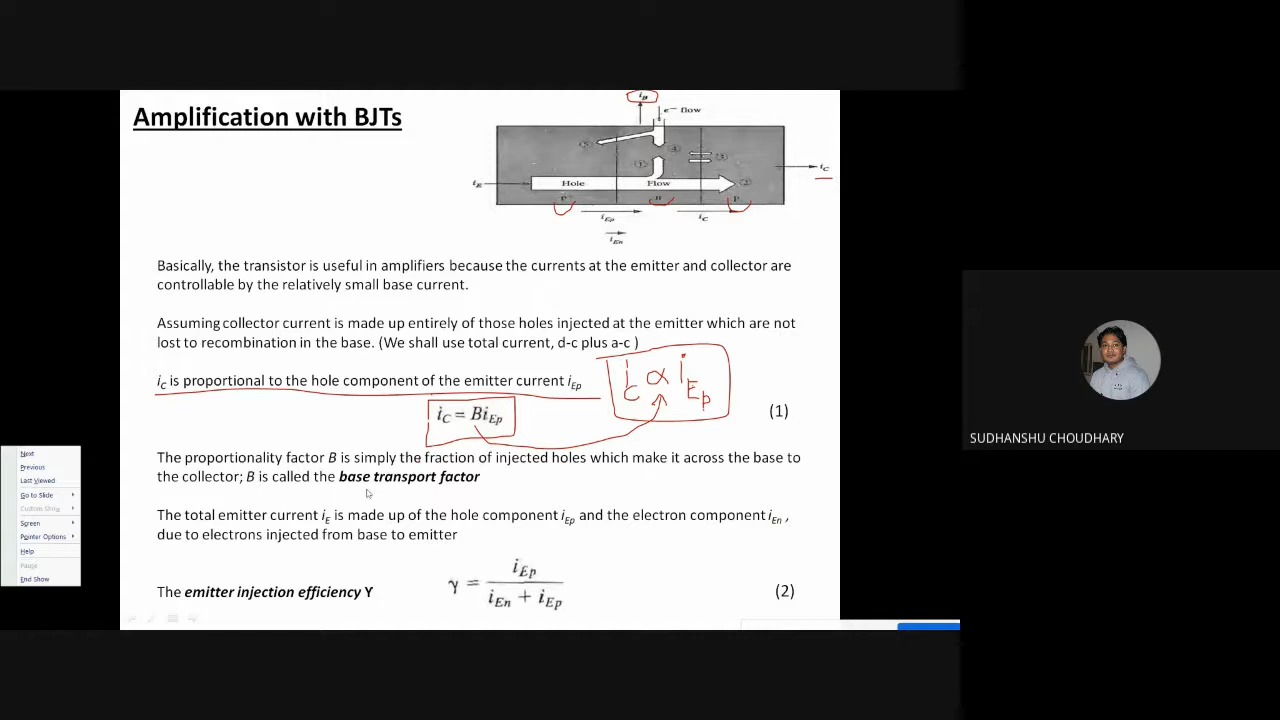 Amplification with BJTs
iB
e⁻ flow
iC
iE
Hole
Flow
p
n
p
iEp
iC
iEn
Basically, the transistor is useful in amplifiers because the currents at the emitter and collector are
controllable by the relatively small base current.
Assuming collector current is made up entirely of those holes injected at the emitter which are not
lost to recombination in the base. (We shall use total current, d-c plus a-c )
iC is proportional to the hole component of the emitter current iEp
iC ∝ iEp
iC = BiEp
(1)
The proportionality factor B is simply the fraction of injected holes which make it across the base to
the collector; B is called the base transport factor
The total emitter current iE is made up of the hole component iEp and the electron component iEn ,
due to electrons injected from base to emitter
The emitter injection efficiency Υ
γ = iEp / (iEn + iEp)
(2)
Next
Previous
Last Viewed
Go to Slide
Custom Show
Screen
Pointer Options
Help
Pause
End Show
SUDHANSHU CHOUDHARY